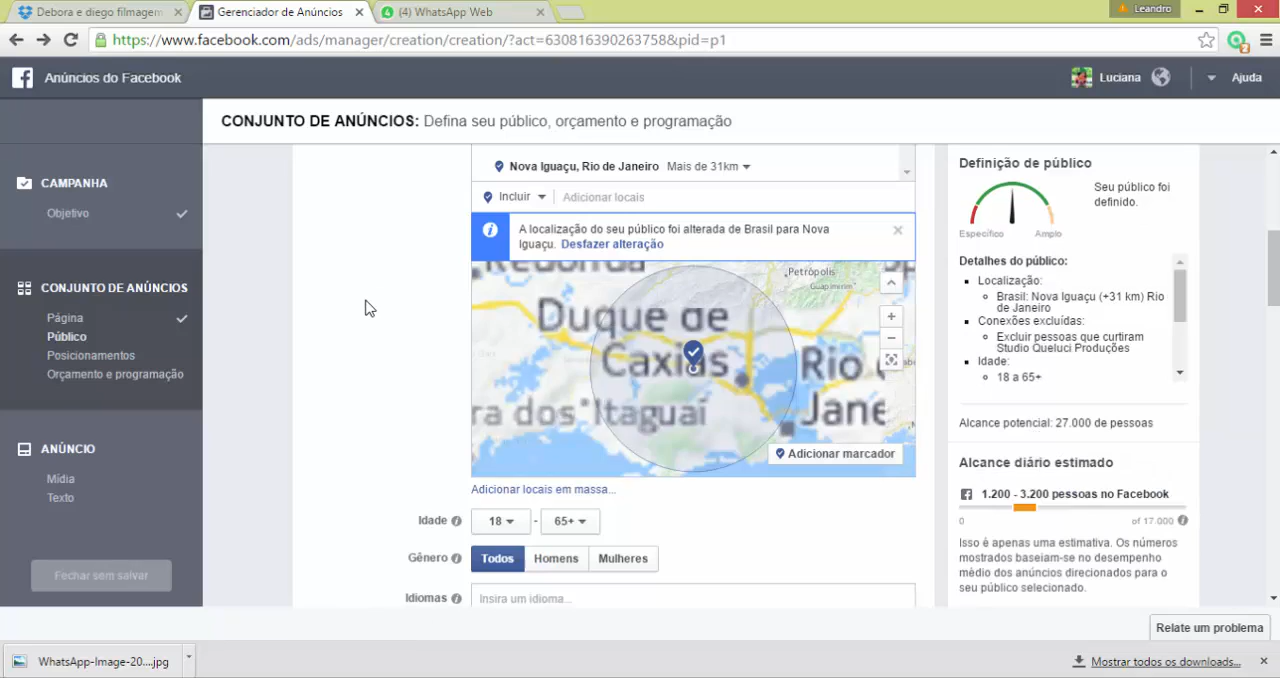 Debora e diego filmagem
Gerenciador de Anúncios
(4) WhatsApp Web
Leandro
https://www.facebook.com/ads/manager/creation/creation/?act=630816390263758&pid=p1
2
Anúncios do Facebook
Luciana
Ajuda
CONJUNTO DE ANÚNCIOS: Defina seu público, orçamento e programação
CAMPANHA
Objetivo
CONJUNTO DE ANÚNCIOS
Página
Público
Posicionamentos
Orçamento e programação
ANÚNCIO
Mídia
Texto
Fechar sem salvar
Nova Iguaçu, Rio de Janeiro Mais de 31km
Incluir
Adicionar locais
A localização do seu público foi alterada de Brasil para Nova
Iguaçu. Desfazer alteração
Petrópolis
Duque de
Caxias
Rio
Jane
ra dos
Itaguaí
Adicionar marcador
Adicionar locais em massa...
Idade
18
-
65+
Gênero
Todos
Homens
Mulheres
Idiomas
Insira um idioma...
Definição de público
Seu público foi
definido.
Específico
Amplo
Detalhes do público:
Localização:
Brasil: Nova Iguaçu (+31 km) Rio
de Janeiro
Conexões excluídas:
Excluir pessoas que curtiram
Studio Queluci Produções
Idade:
18 a 65+
Alcance potencial: 27.000 de pessoas
Alcance diário estimado
1.200 - 3.200 pessoas no Facebook
0
of 17.000
Isso é apenas uma estimativa. Os números
mostrados baseiam-se no desempenho
médio dos anúncios direcionados para o
seu público selecionado.
Relate um problema
WhatsApp-Image-20....jpg
Mostrar todos os downloads...